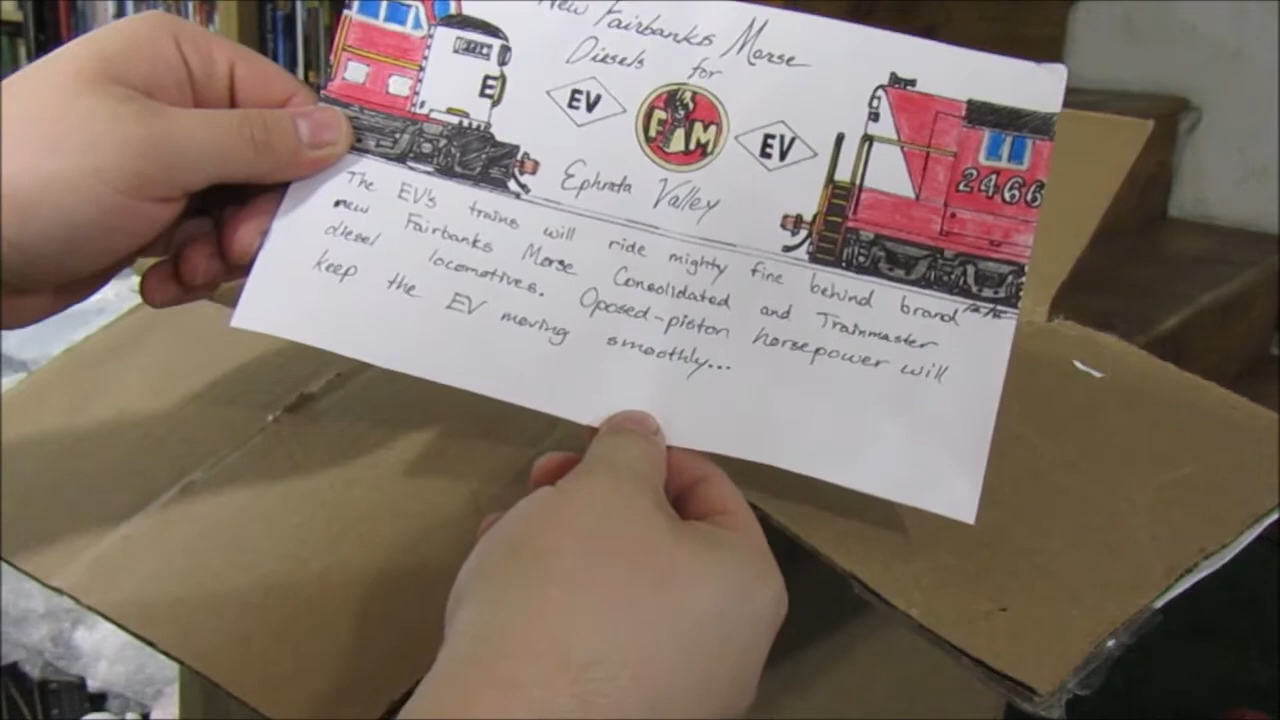 New Fairbanks Morse
Diesels for
EV
FM
EV
Ephrata Valley
E
2466
The EV's trains will ride mighty fine behind brand
new Fairbanks Morse Consolidated and Trainmaster
diesel locomotives. Oposed-piston horsepower will
keep the EV moving smoothly...